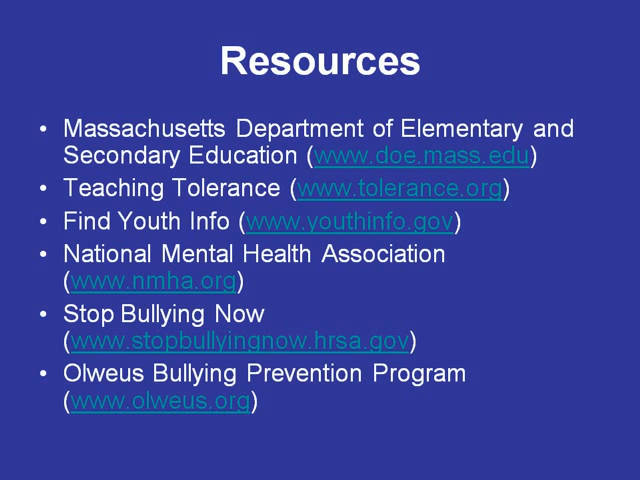 Resources
• Massachusetts Department of Elementary and
Secondary Education (www.doe.mass.edu)
• Teaching Tolerance (www.tolerance.org)
• Find Youth Info (www.youthinfo.gov)
• National Mental Health Association
(www.nmha.org)
• Stop Bullying Now
(www.stopbullyingnow.hrsa.gov)
• Olweus Bullying Prevention Program
(www.olweus.org)